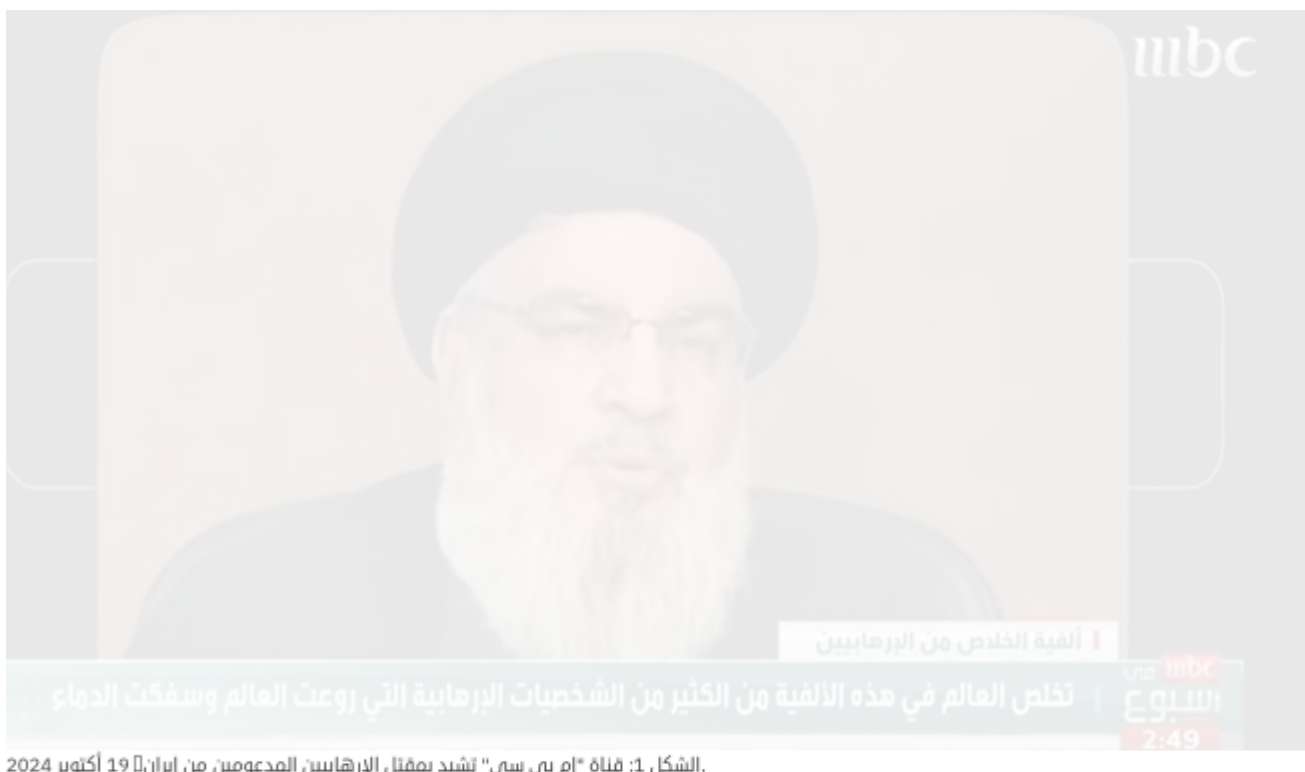 mbc
ألفية الخلاص من الإرهابيين
تخلص العالم في هذه الألفية من الكثير من الشخصيات الإرهابية التي روعت العالم وسفكت الدماء
mbc في
اسبوع
2:49
الشكل 1: قناة "إم بي سي" تشيد بمقتل الإرهابيين المدعومين من إيران 19 أكتوبر 2024.